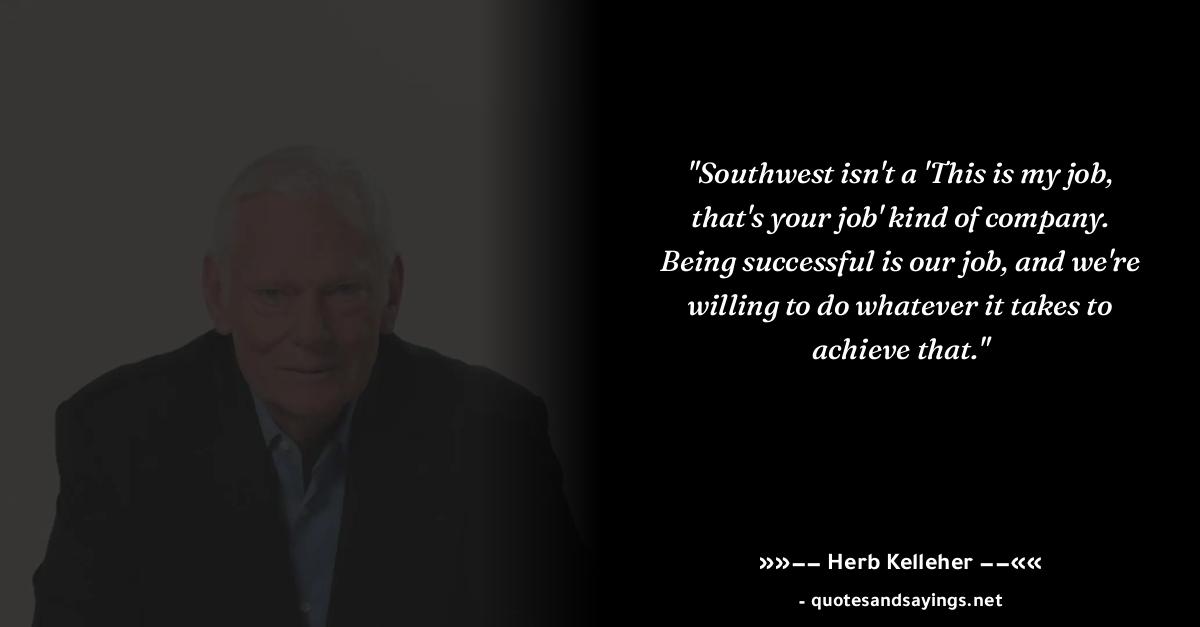 "Southwest isn't a 'This is my job,
that's your job' kind of company.
Being successful is our job, and we're
willing to do whatever it takes to
achieve that."
»»–– Herb Kelleher ––««
- quotesandsayings.net